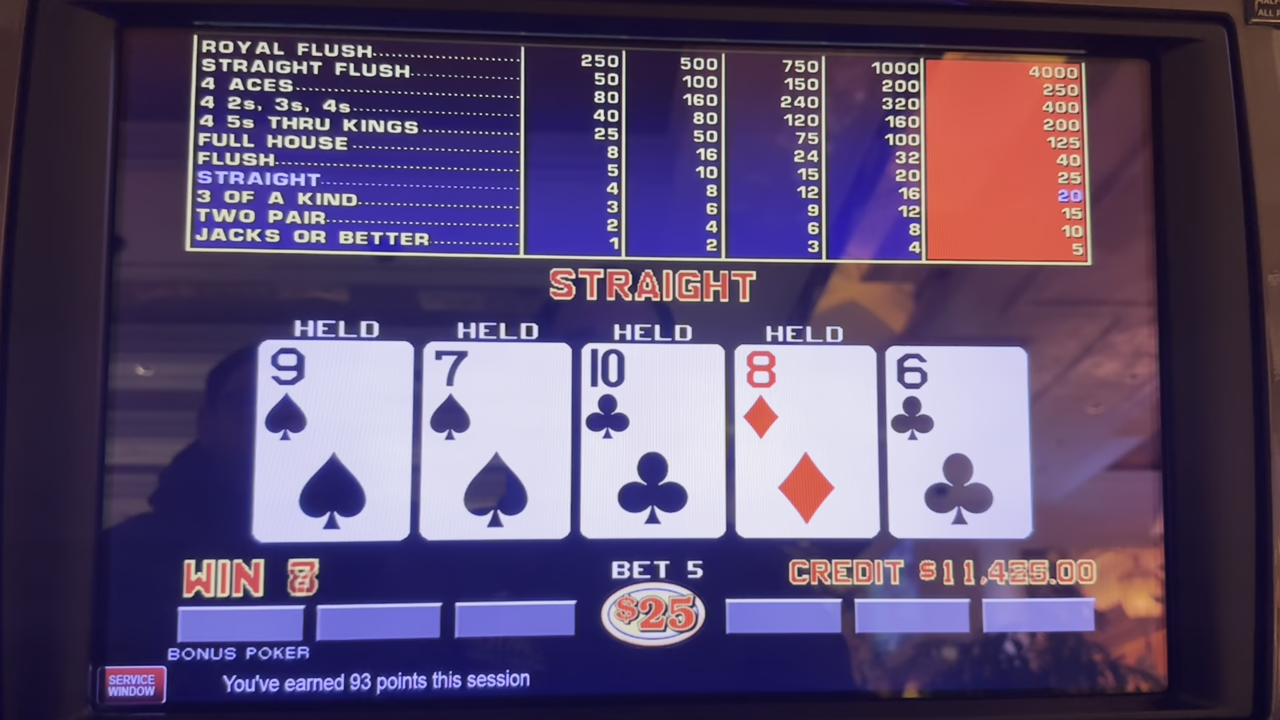 ROYAL FLUSH 250 500 750 1000 4000
STRAIGHT FLUSH 50 100 150 200 250
4 ACES 80 160 240 320 400
4 2s, 3s, 4s 40 80 120 160 200
4 5s THRU KINGS 25 50 75 100 125
FULL HOUSE 8 16 24 32 40
FLUSH 5 10 15 20 25
STRAIGHT 4 8 12 16 20
3 OF A KIND 3 6 9 12 15
TWO PAIR 2 4 6 8 10
JACKS OR BETTER 1 2 3 4 5
STRAIGHT
HELD HELD HELD HELD
9 7 10 8 6
WIN BET 5 CREDIT $11,425.00
$25
BONUS POKER
SERVICE WINDOW
You've earned 93 points this session